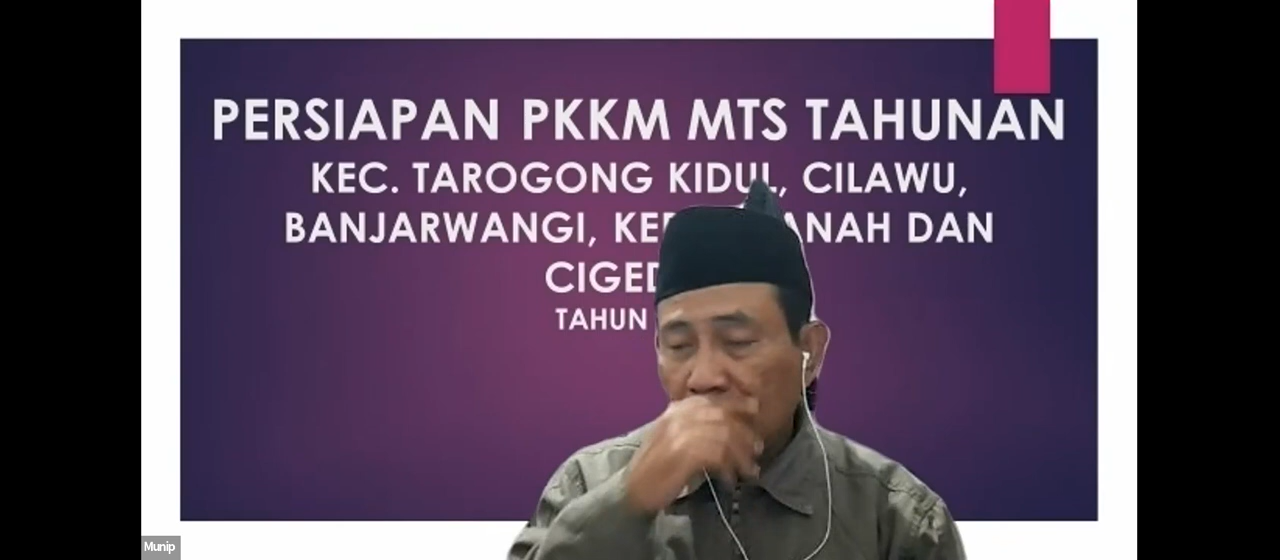 PERSIAPAN PKKM MTS TAHUNAN
KEC. TAROGONG KIDUL, CILAWU,
BANJARWANGI, DAN
TAHUN
Munip